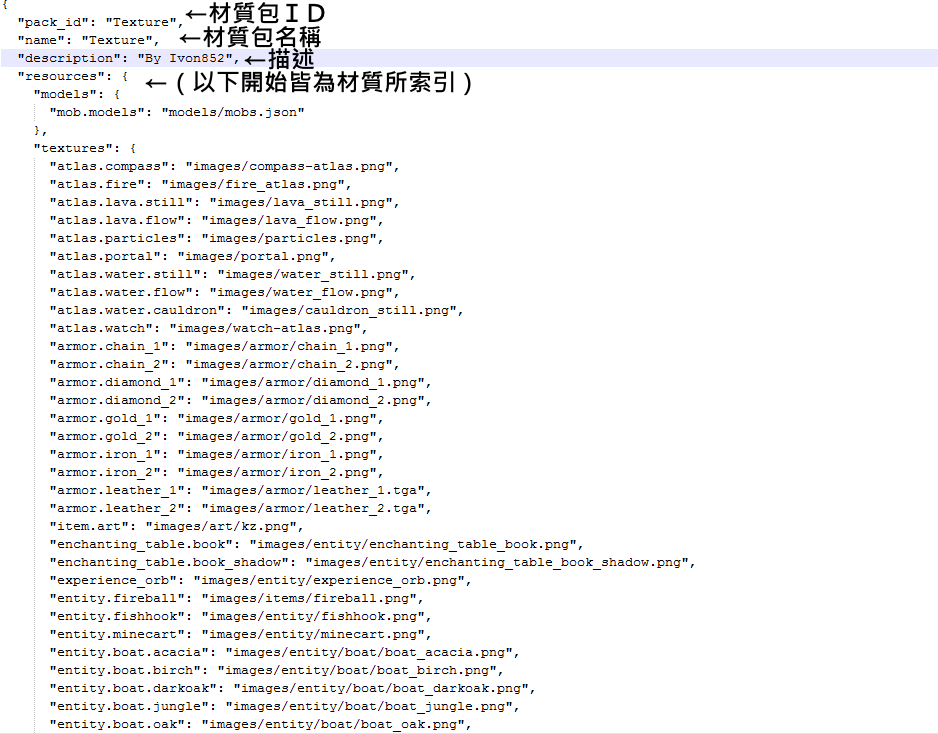 {
"pack_id": "Texture", ←材質包ＩＤ
"name": "Texture", ←材質包名稱
"description": "By Ivon852", ←描述
"resources": { ←（以下開始皆為材質所索引）
"models": {
"mob.models": "models/mobs.json"
},
"textures": {
"atlas.compass": "images/compass-atlas.png",
"atlas.fire": "images/fire_atlas.png",
"atlas.lava.still": "images/lava_still.png",
"atlas.lava.flow": "images/lava_flow.png",
"atlas.particles": "images/particles.png",
"atlas.portal": "images/portal.png",
"atlas.water.still": "images/water_still.png",
"atlas.water.flow": "images/water_flow.png",
"atlas.water.cauldron": "images/cauldron_still.png",
"atlas.watch": "images/watch-atlas.png",
"armor.chain_1": "images/armor/chain_1.png",
"armor.chain_2": "images/armor/chain_2.png",
"armor.diamond_1": "images/armor/diamond_1.png",
"armor.diamond_2": "images/armor/diamond_2.png",
"armor.gold_1": "images/armor/gold_1.png",
"armor.gold_2": "images/armor/gold_2.png",
"armor.iron_1": "images/armor/iron_1.png",
"armor.iron_2": "images/armor/iron_2.png",
"armor.leather_1": "images/armor/leather_1.tga",
"armor.leather_2": "images/armor/leather_2.tga",
"item.art": "images/art/kz.png",
"enchanting_table.book": "images/entity/enchanting_table_book.png",
"enchanting_table.book_shadow": "images/entity/enchanting_table_book_shadow.png",
"experience_orb": "images/entity/experience_orb.png",
"entity.fireball": "images/items/fireball.png",
"entity.fishhook": "images/entity/fishhook.png",
"entity.minecart": "images/entity/minecart.png",
"entity.boat.acacia": "images/entity/boat/boat_acacia.png",
"entity.boat.birch": "images/entity/boat/boat_birch.png",
"entity.boat.darkoak": "images/entity/boat/boat_darkoak.png",
"entity.boat.jungle": "images/entity/boat/boat_jungle.png",
"entity.boat.oak": "images/entity/boat/boat_oak.png",